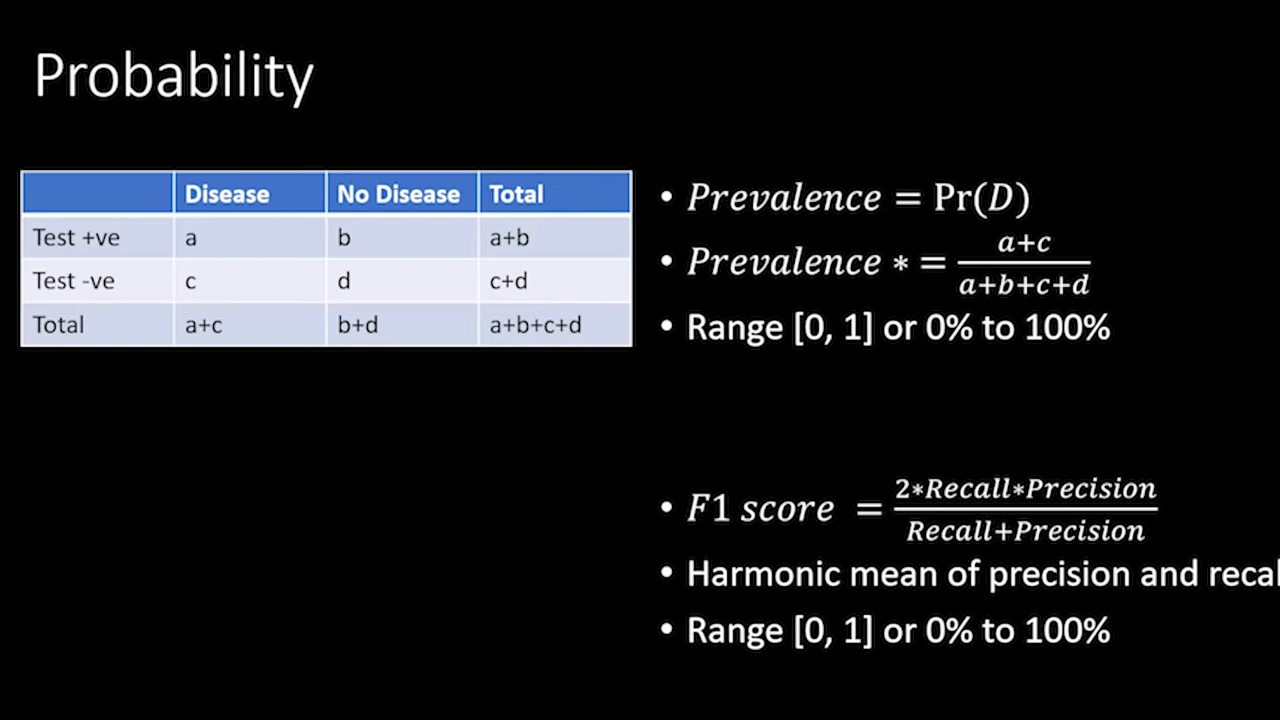 Probability
Disease No Disease Total
Test +ve a b a+b
Test -ve c d c+d
Total a+c b+d a+b+c+d
• Prevalence = Pr(D)
• Prevalence * = a+c / a+b+c+d
• Range [0, 1] or 0% to 100%
• F1 score = 2*Recall*Precision / Recall+Precision
• Harmonic mean of precision and recal
• Range [0, 1] or 0% to 100%